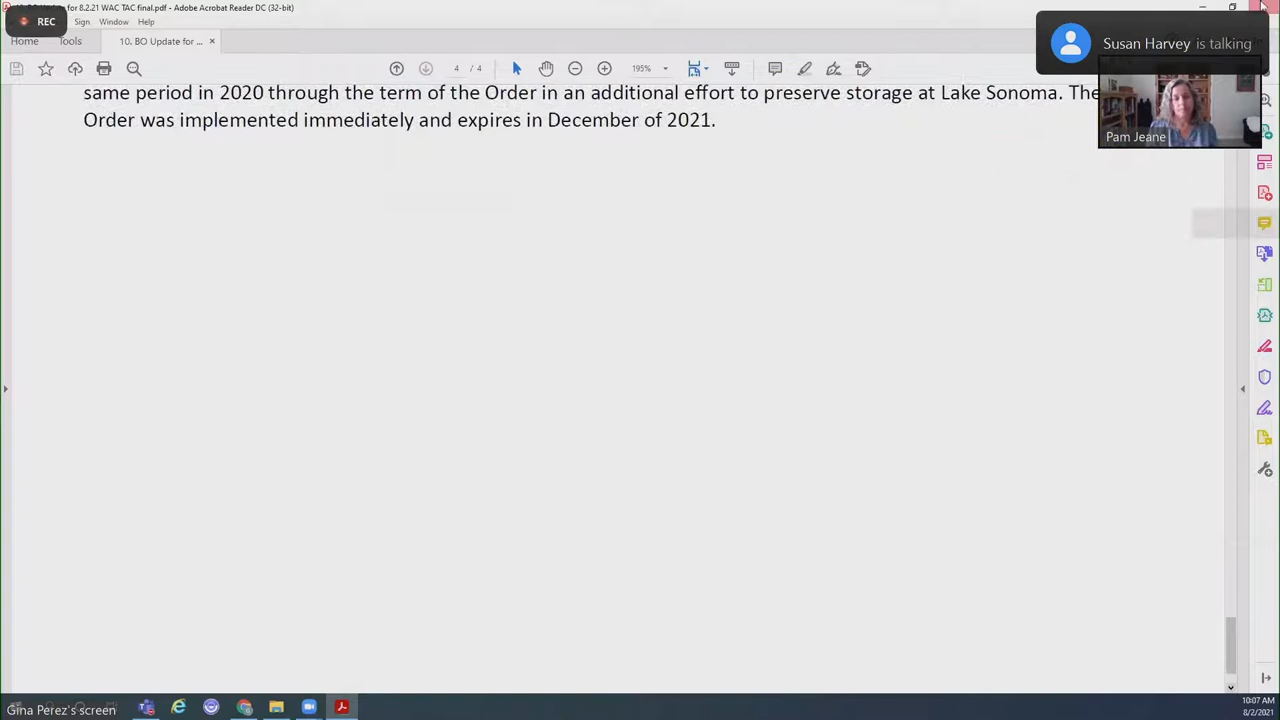 for 8.2.21 WAC TAC final.pdf - Adobe Acrobat Reader DC (32-bit)
REC
Sign Window Help
Home Tools 10. BO Update for ... ×
4 / 4 195%
Susan Harvey is talking
Pam Jeane
same period in 2020 through the term of the Order in an additional effort to preserve storage at Lake Sonoma. The
Order was implemented immediately and expires in December of 2021.
Gina Perez's screen
10:07 AM
8/2/2021